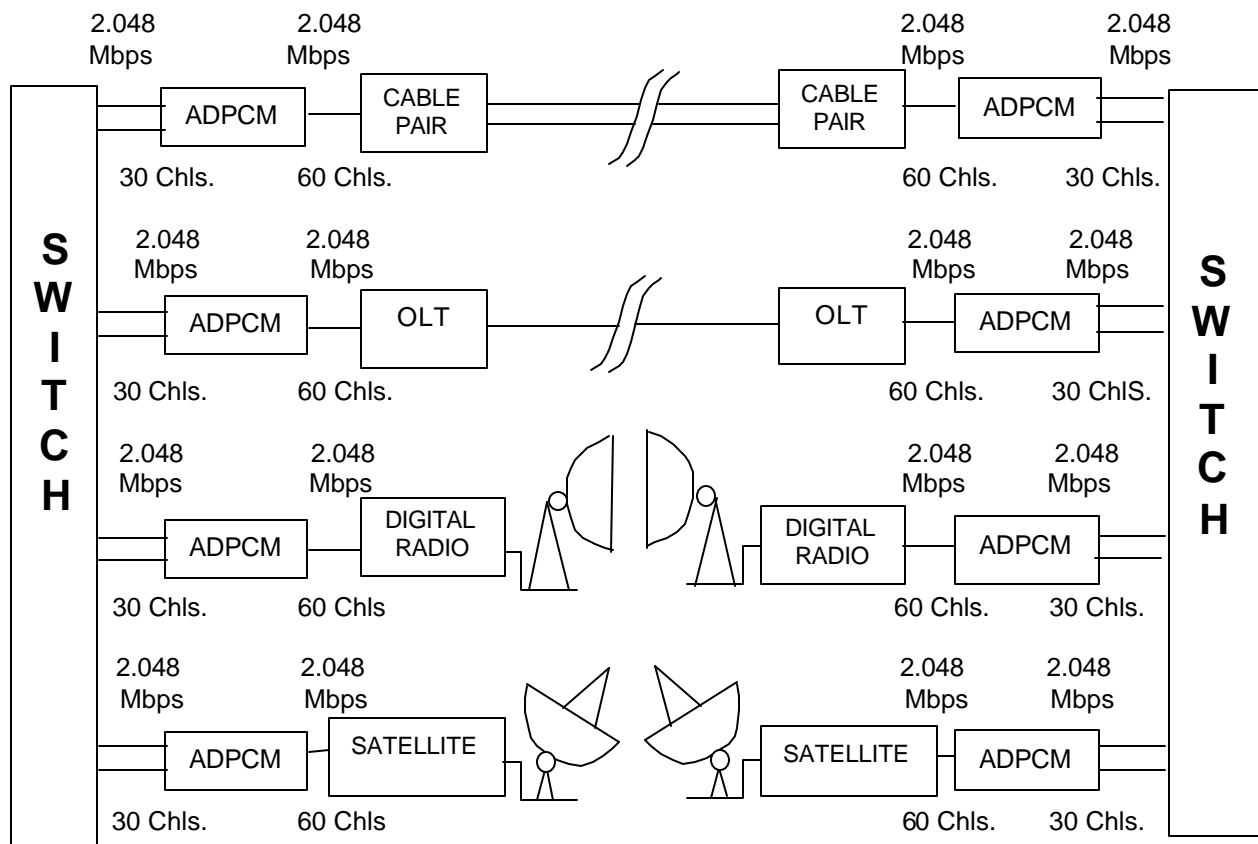 2.048 2.048 2.048 2.048
Mbps Mbps Mbps Mbps
ADPCM CABLE PAIR CABLE PAIR ADPCM
30 Chls. 60 Chls. 60 Chls. 30 Chls.
SWITCH
SWITCH
2.048 2.048 2.048 2.048
Mbps Mbps Mbps Mbps
ADPCM OLT OLT ADPCM
30 Chls. 60 Chls. 60 Chls. 30 ChlS.
2.048 2.048 2.048 2.048
Mbps Mbps Mbps Mbps
ADPCM DIGITAL RADIO DIGITAL RADIO ADPCM
30 Chls. 60 Chls 60 Chls. 30 Chls.
2.048 2.048 2.048 2.048
Mbps Mbps Mbps Mbps
ADPCM SATELLITE SATELLITE ADPCM
30 Chls. 60 Chls 60 Chls. 30 Chls.